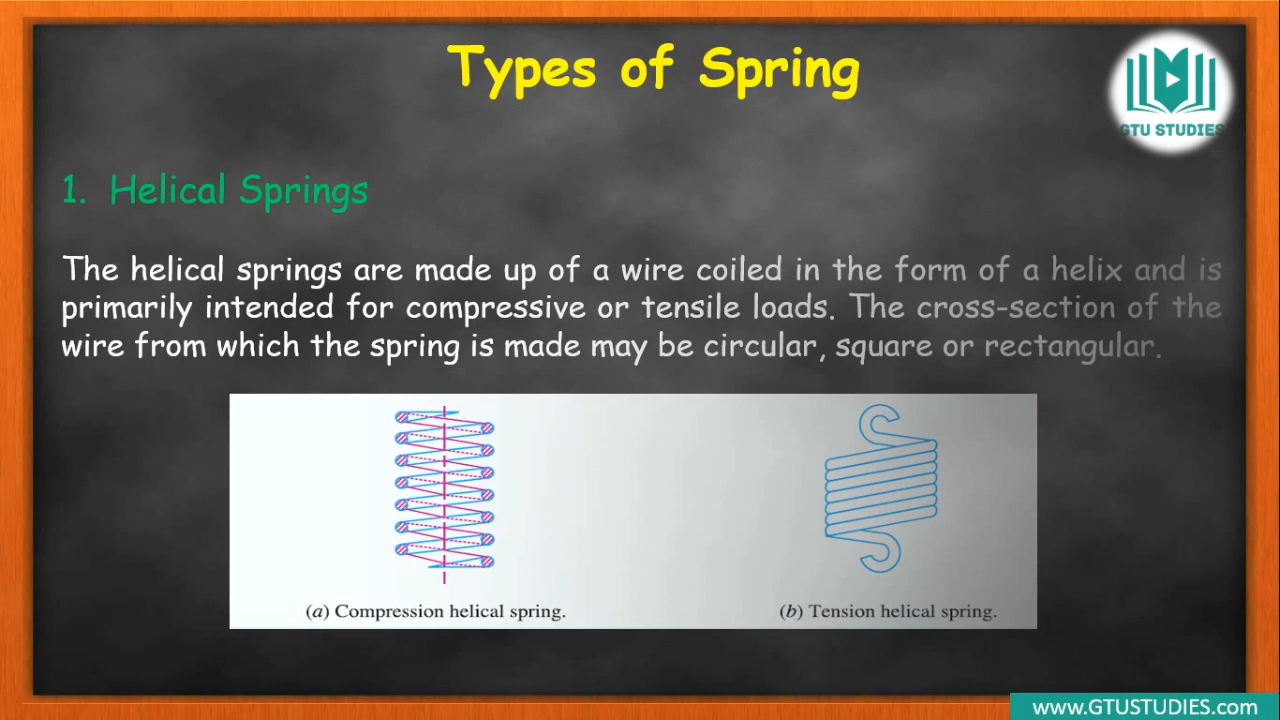 Types of Spring
GTU STUDIES
1. Helical Springs
The helical springs are made up of a wire coiled in the form of a helix and is
primarily intended for compressive or tensile loads. The cross-section of the
wire from which the spring is made may be circular, square or rectangular.
(a) Compression helical spring.
(b) Tension helical spring.
www.GTUSTUDIES.com